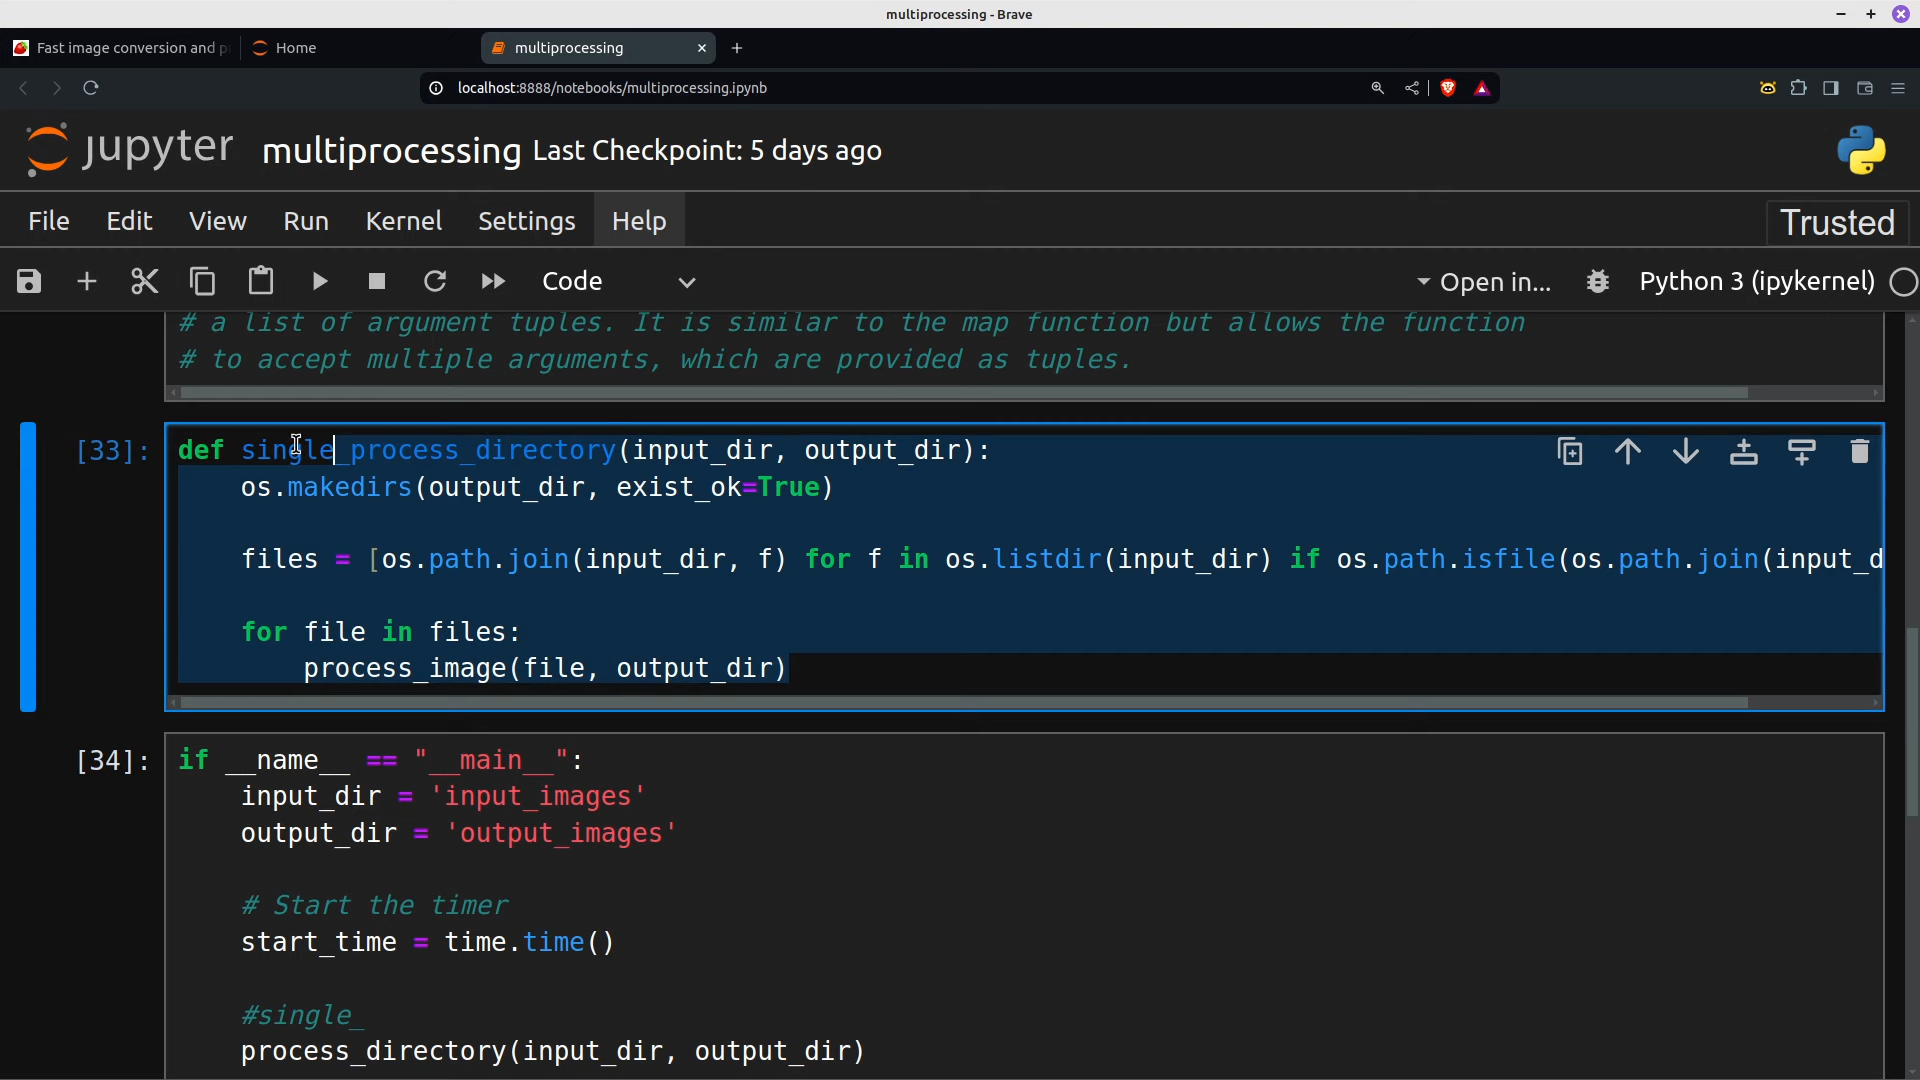 multiprocessing - Brave
Fast image conversion and p
Home
multiprocessing
localhost:8888/notebooks/multiprocessing.ipynb
jupyter multiprocessing Last Checkpoint: 5 days ago
File Edit View Run Kernel Settings Help
Trusted
Code
Open in...
Python 3 (ipykernel)
# a list of argument tuples. It is similar to the map function but allows the function
# to accept multiple arguments, which are provided as tuples.
[33]:
def single_process_directory(input_dir, output_dir):
os.makedirs(output_dir, exist_ok=True)
files = [os.path.join(input_dir, f) for f in os.listdir(input_dir) if os.path.isfile(os.path.join(input_d
for file in files:
process_image(file, output_dir)
[34]:
if __name__ == "__main__":
input_dir = 'input_images'
output_dir = 'output_images'
# Start the timer
start_time = time.time()
#single_
process_directory(input_dir, output_dir)